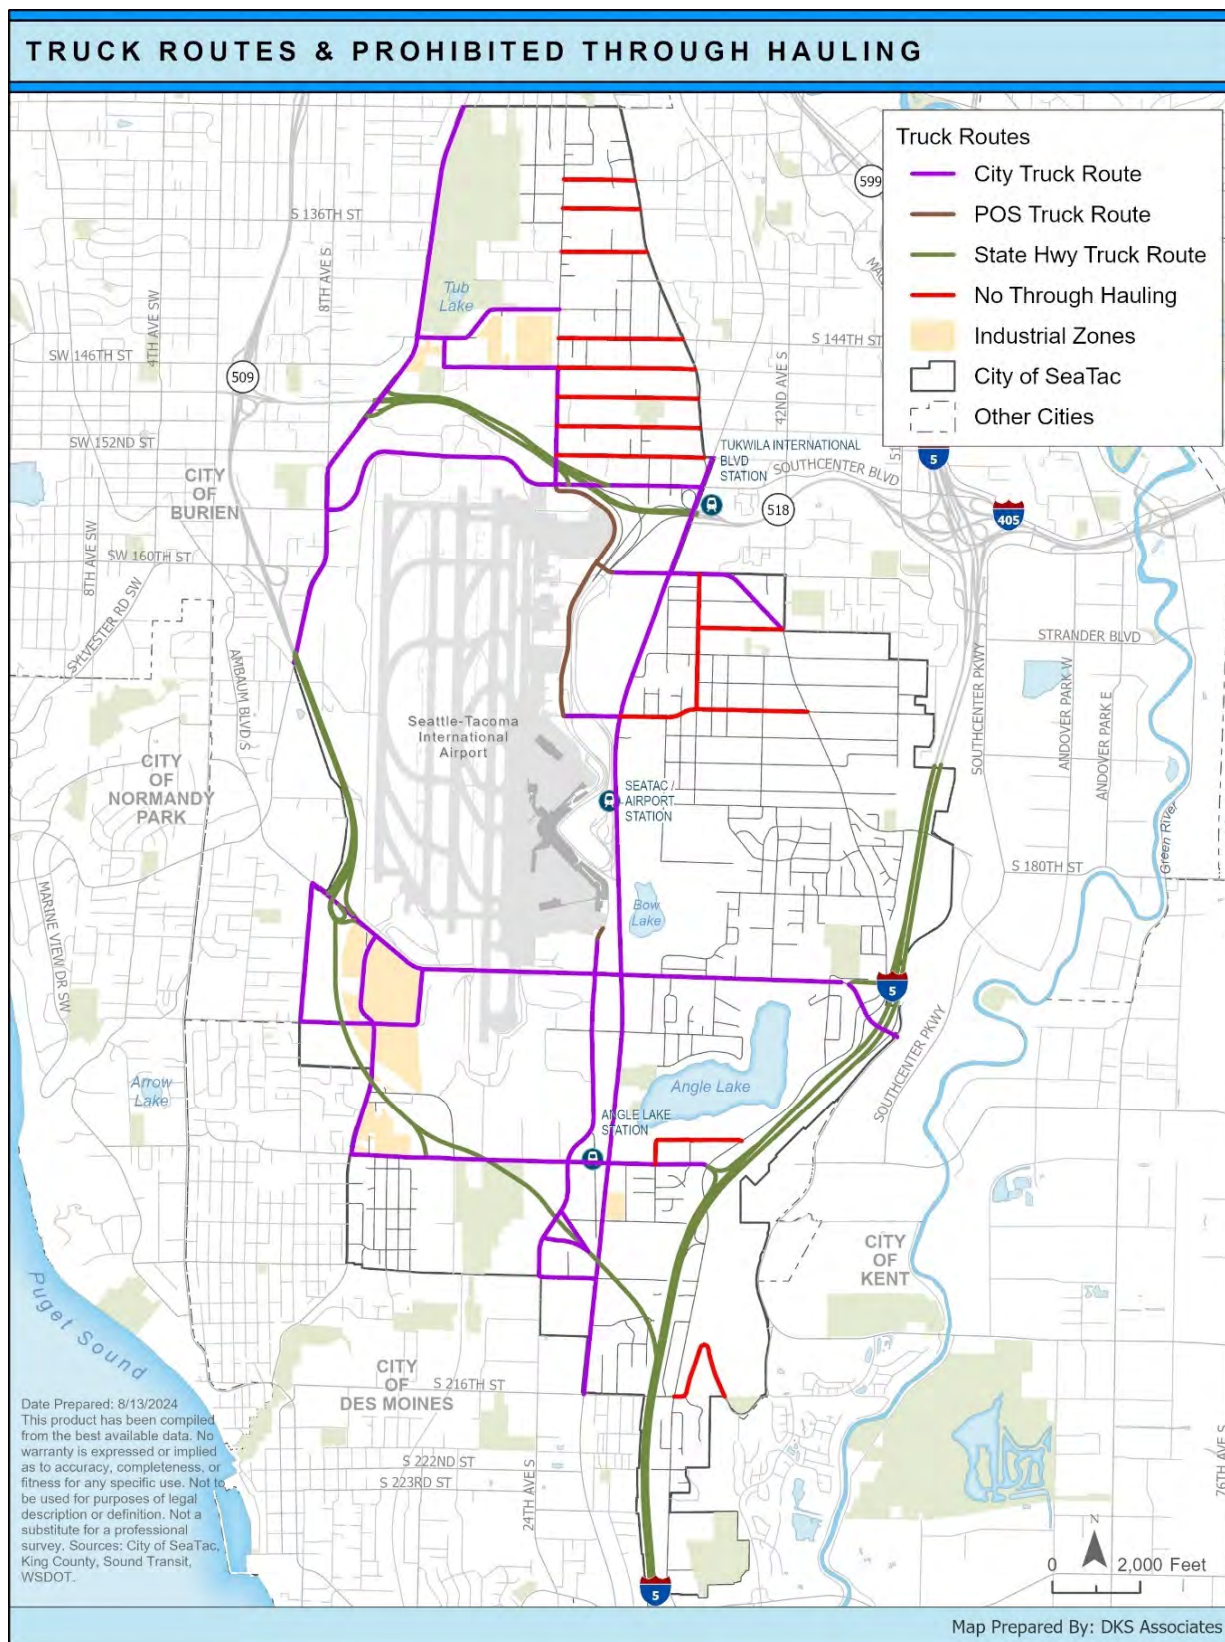 TRUCK ROUTES & PROHIBITED THROUGH HAULING
Truck Routes
City Truck Route
POS Truck Route
State Hwy Truck Route
No Through Hauling
Industrial Zones
City of SeaTac
Other Cities
599
S 136TH ST
8TH AVE S
4TH AVE SW
Tub
Lake
SW 146TH ST
S 144TH ST
42ND AVE S
509
SW 152ND ST
TUKWILA INTERNATIONAL
BLVD
STATION
SOUTHCENTER BLVD
5
405
518
CITY
OF
BURIEN
8TH AVE SW
SW 160TH ST
SYLVESTER RD SW
AMBAUM BLVD S
STRANDER BLVD
SOUTHCENTER PKWY
ANDOVER PARK W
ANDOVER PARK E
Seattle-Tacoma
International
Airport
CITY
OF
NORMANDY
PARK
SEATAC /
AIRPORT
STATION
Green River
S 180TH ST
MARINE VIEW DR SW
Bow
Lake
5
SOUTHCENTER PKWY
Arrow
Lake
Angle Lake
ANGLE LAKE
STATION
CITY
OF
KENT
Puget Sound
CITY
OF
DES MOINES
S 216TH ST
S 222ND ST
S 223RD ST
24TH AVE S
76TH AVE S
Date Prepared: 8/13/2024
This product has been compiled
from the best available data. No
warranty is expressed or implied
as to accuracy, completeness, or
fitness for any specific use. Not to
be used for purposes of legal
description or definition. Not a
substitute for a professional
survey. Sources: City of SeaTac,
King County, Sound Transit,
WSDOT.
5
N
0 2,000 Feet
Map Prepared By: DKS Associates